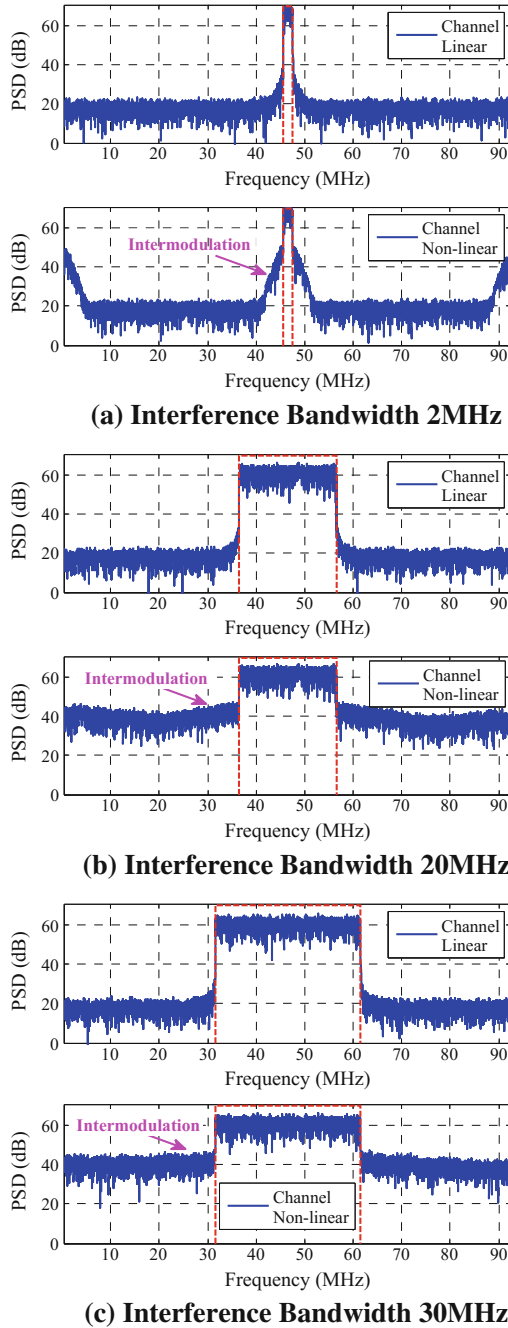 PSD (dB)
60
40
20
0
Channel
Linear
10 20 30 40 50 60 70 80 90
Frequency (MHz)
PSD (dB)
60
40
20
0
Intermodulation
Channel
Non-linear
10 20 30 40 50 60 70 80 90
Frequency (MHz)
(a) Interference Bandwidth 2MHz
PSD (dB)
60
40
20
0
Channel
Linear
10 20 30 40 50 60 70 80 90
Frequency (MHz)
PSD (dB)
60
40
20
0
Intermodulation
Channel
Non-linear
10 20 30 40 50 60 70 80 90
Frequency (MHz)
(b) Interference Bandwidth 20MHz
PSD (dB)
60
40
20
0
Channel
Linear
10 20 30 40 50 60 70 80 90
Frequency (MHz)
PSD (dB)
60
40
20
0
Intermodulation
Channel
Non-linear
10 20 30 40 50 60 70 80 90
Frequency (MHz)
(c) Interference Bandwidth 30MHz